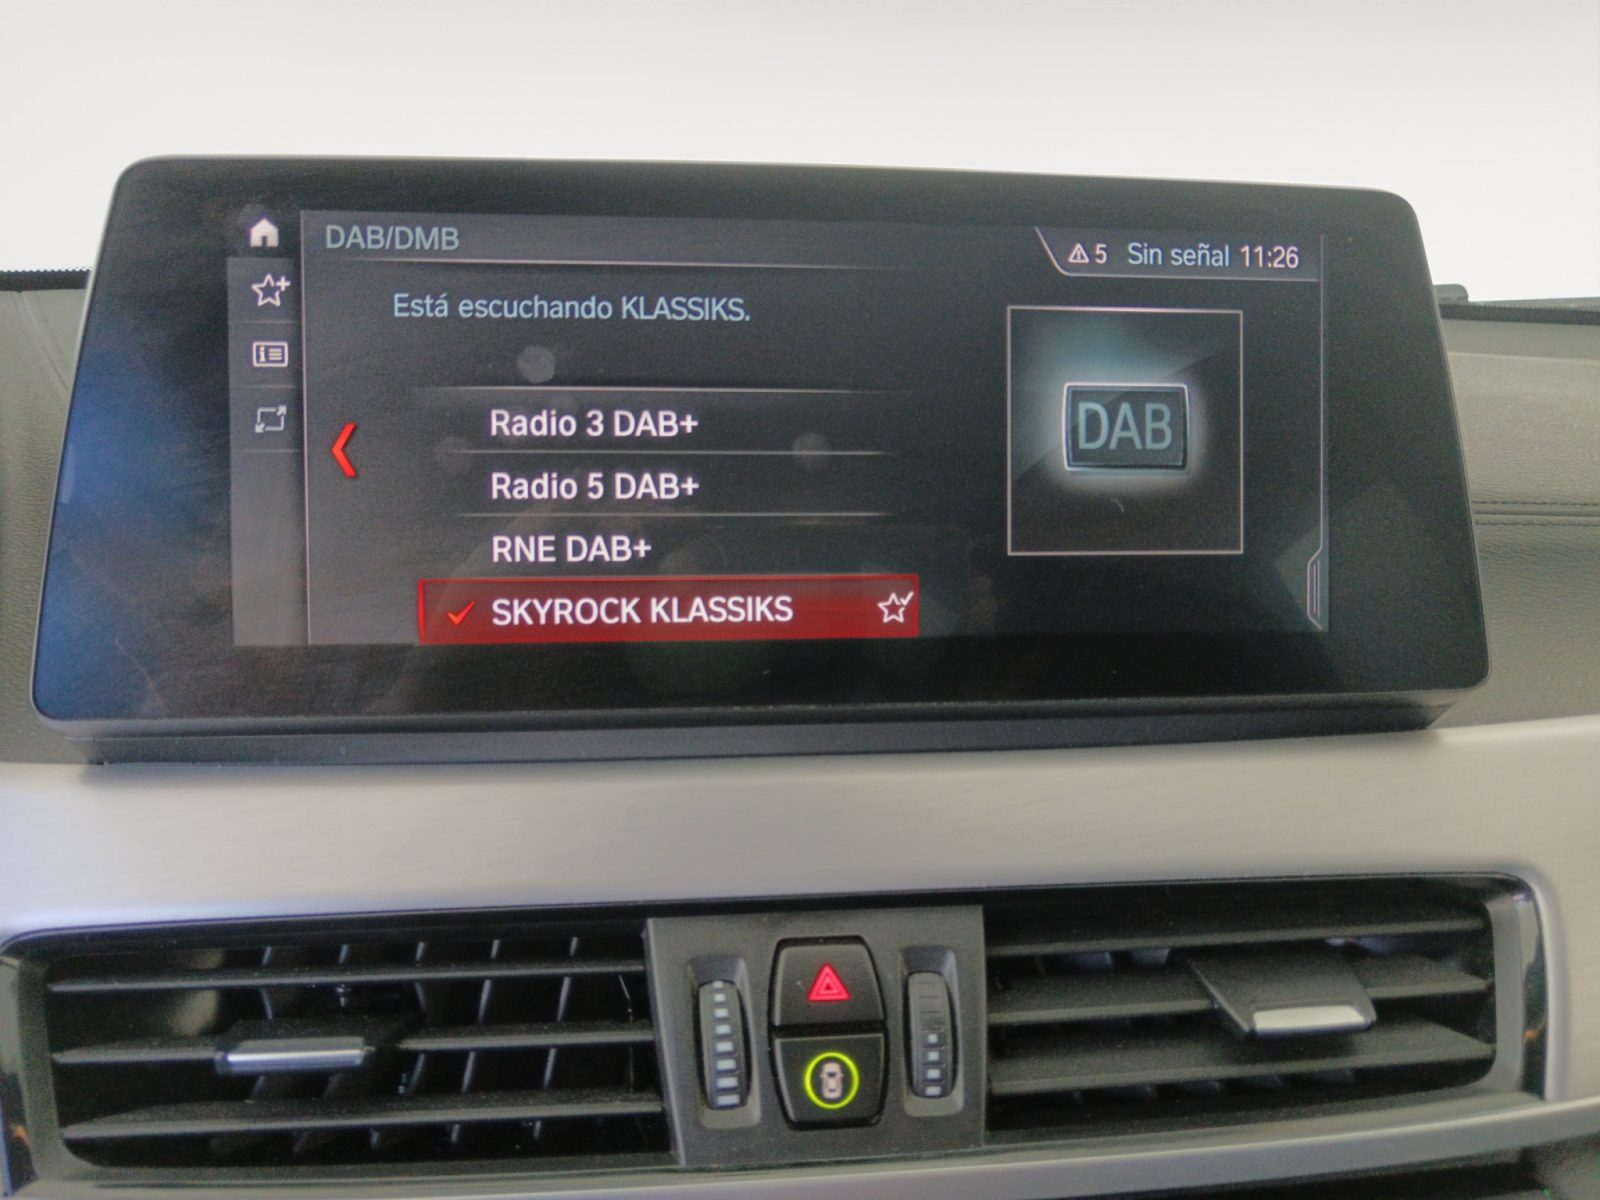 DAB/DMB
5 Sin señal 11:26
Está escuchando KLASSIKS.
Radio 3 DAB+
Radio 5 DAB+
RNE DAB+
SKYROCK KLASSIKS
DAB